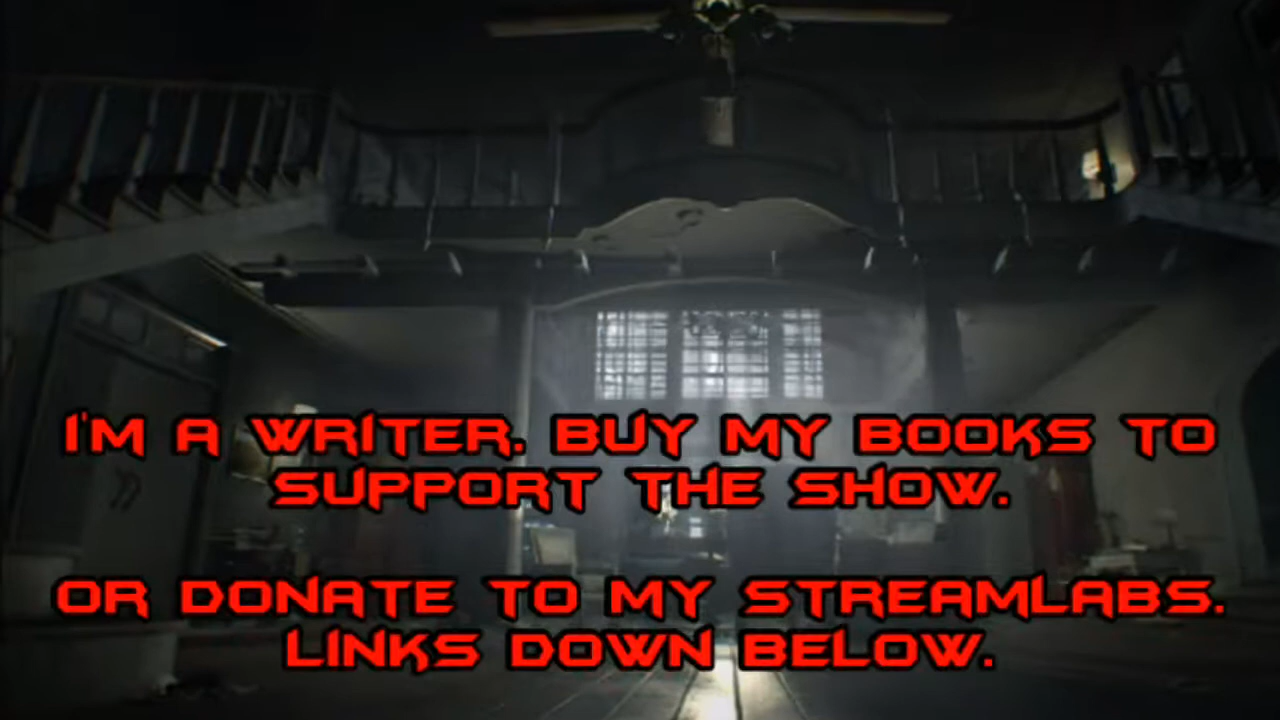 I'M A WRITER. BUY MY BOOKS TO
SUPPORT THE SHOW.
OR DONATE TO MY STREAMLABS.
LINKS DOWN BELOW.